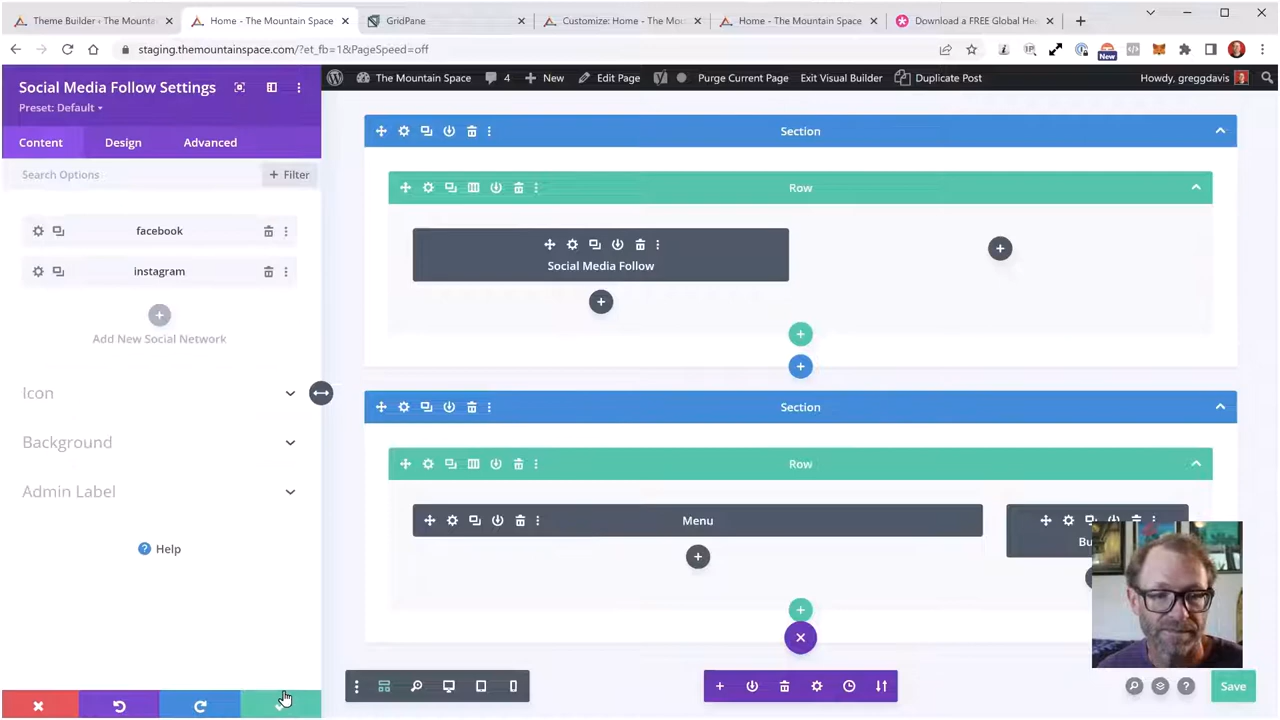 Theme Builder ‹ The Mountain
Home - The Mountain Space
GridPane
Customize: Home - The Mou
Home - The Mountain Space
Download a FREE Global He
staging.themountainspace.com/?et_fb=1&PageSpeed=off
New
The Mountain Space
4
New
Edit Page
Purge Current Page
Exit Visual Builder
Duplicate Post
Howdy, greggdavis
Social Media Follow Settings
Preset: Default
Content
Design
Advanced
Search Options
+ Filter
facebook
instagram
Add New Social Network
Icon
Background
Admin Label
Help
Section
Row
Social Media Follow
Section
Row
Menu
Bu
Save